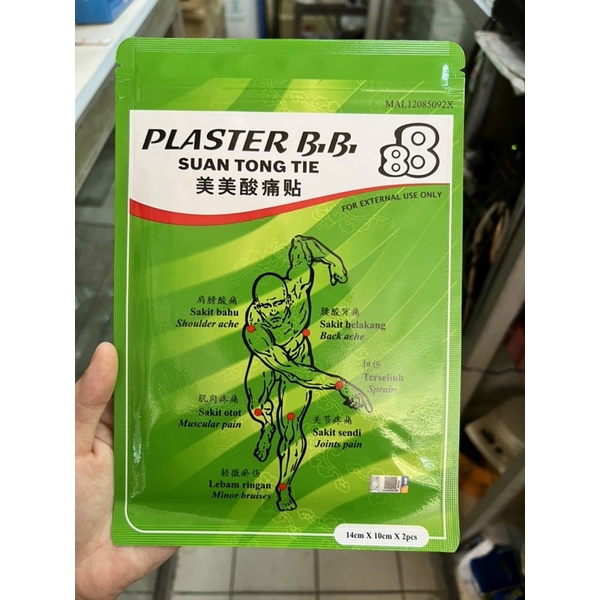 MAL12085092X
PLASTER B.B. 888
SUAN TONG TIE
美美酸痛贴
FOR EXTERNAL USE ONLY
肩膀酸痛
Sakit bahu
Shoulder ache
腰酸背痛
Sakit belakang
Back ache
扭伤
Terseliuh
Sprain
肌肉疼痛
Sakit otot
Muscular pain
关节疼痛
Sakit sendi
Joints pain
轻微瘀伤
Lebam ringan
Minor bruises
14cm X 10cm X 2pcs